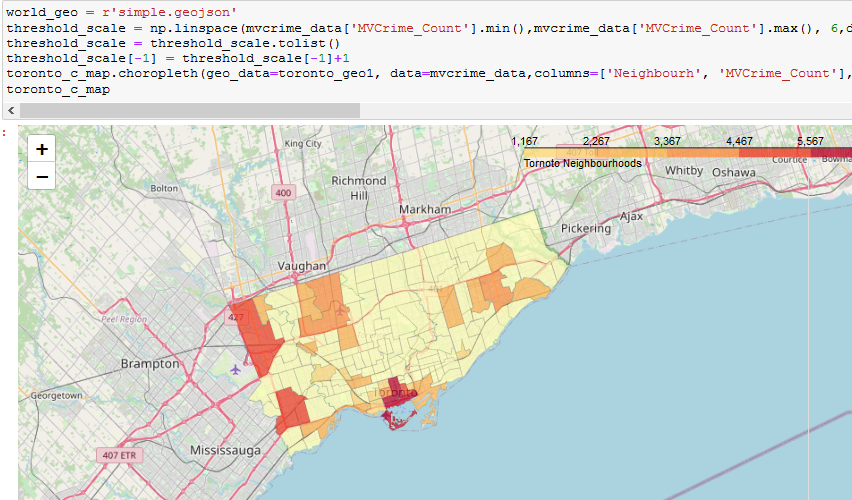 world_geo = r'simple.geojson'
threshold_scale = np.linspace(mvcrime_data['MVCrime_Count'].min(),mvcrime_data['MVCrime_Count'].max(), 6,d
threshold_scale = threshold_scale.tolist()
threshold_scale[-1] = threshold_scale[-1]+1
toronto_c_map.choropleth(geo_data=toronto_geo1, data=mvcrime_data,columns=['Neighbourh', 'MVCrime_Count'],
toronto_c_map
<
:
+
−
King City
1,167 2,267 3,367 4,467 5,567
Tornoto Neighbourhoods
Courtice Bowma
Whitby Oshawa
Bolton
400
Richmond
Hill
Markham
Ajax
Pickering
Vaughan
427
Peel Region
401
Brampton
Toronto
Georgetown
Mississauga
407 ETR